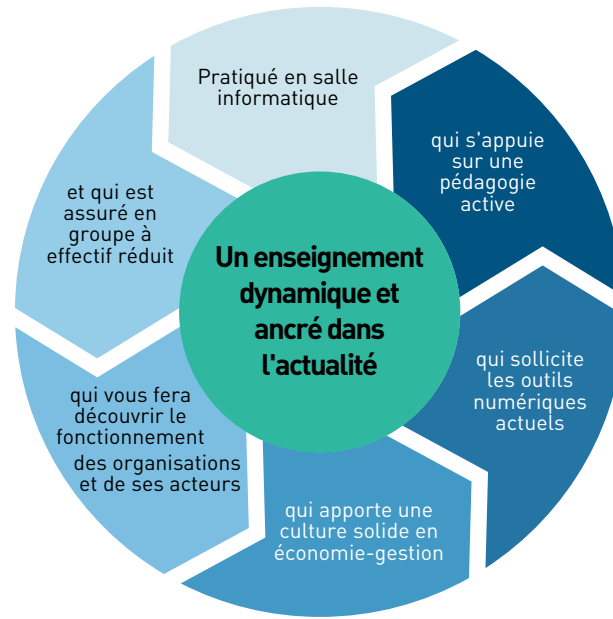 Pratiqué en salle
informatique
qui s'appuie
sur une
pédagogie
active
qui sollicite
les outils
numériques
actuels
qui apporte une
culture solide en
économie-gestion
qui vous fera
découvrir le
fonctionnement
des organisations
et de ses acteurs
et qui est
assuré en
groupe à
effectif réduit
Un enseignement
dynamique et
ancré dans
l'actualité